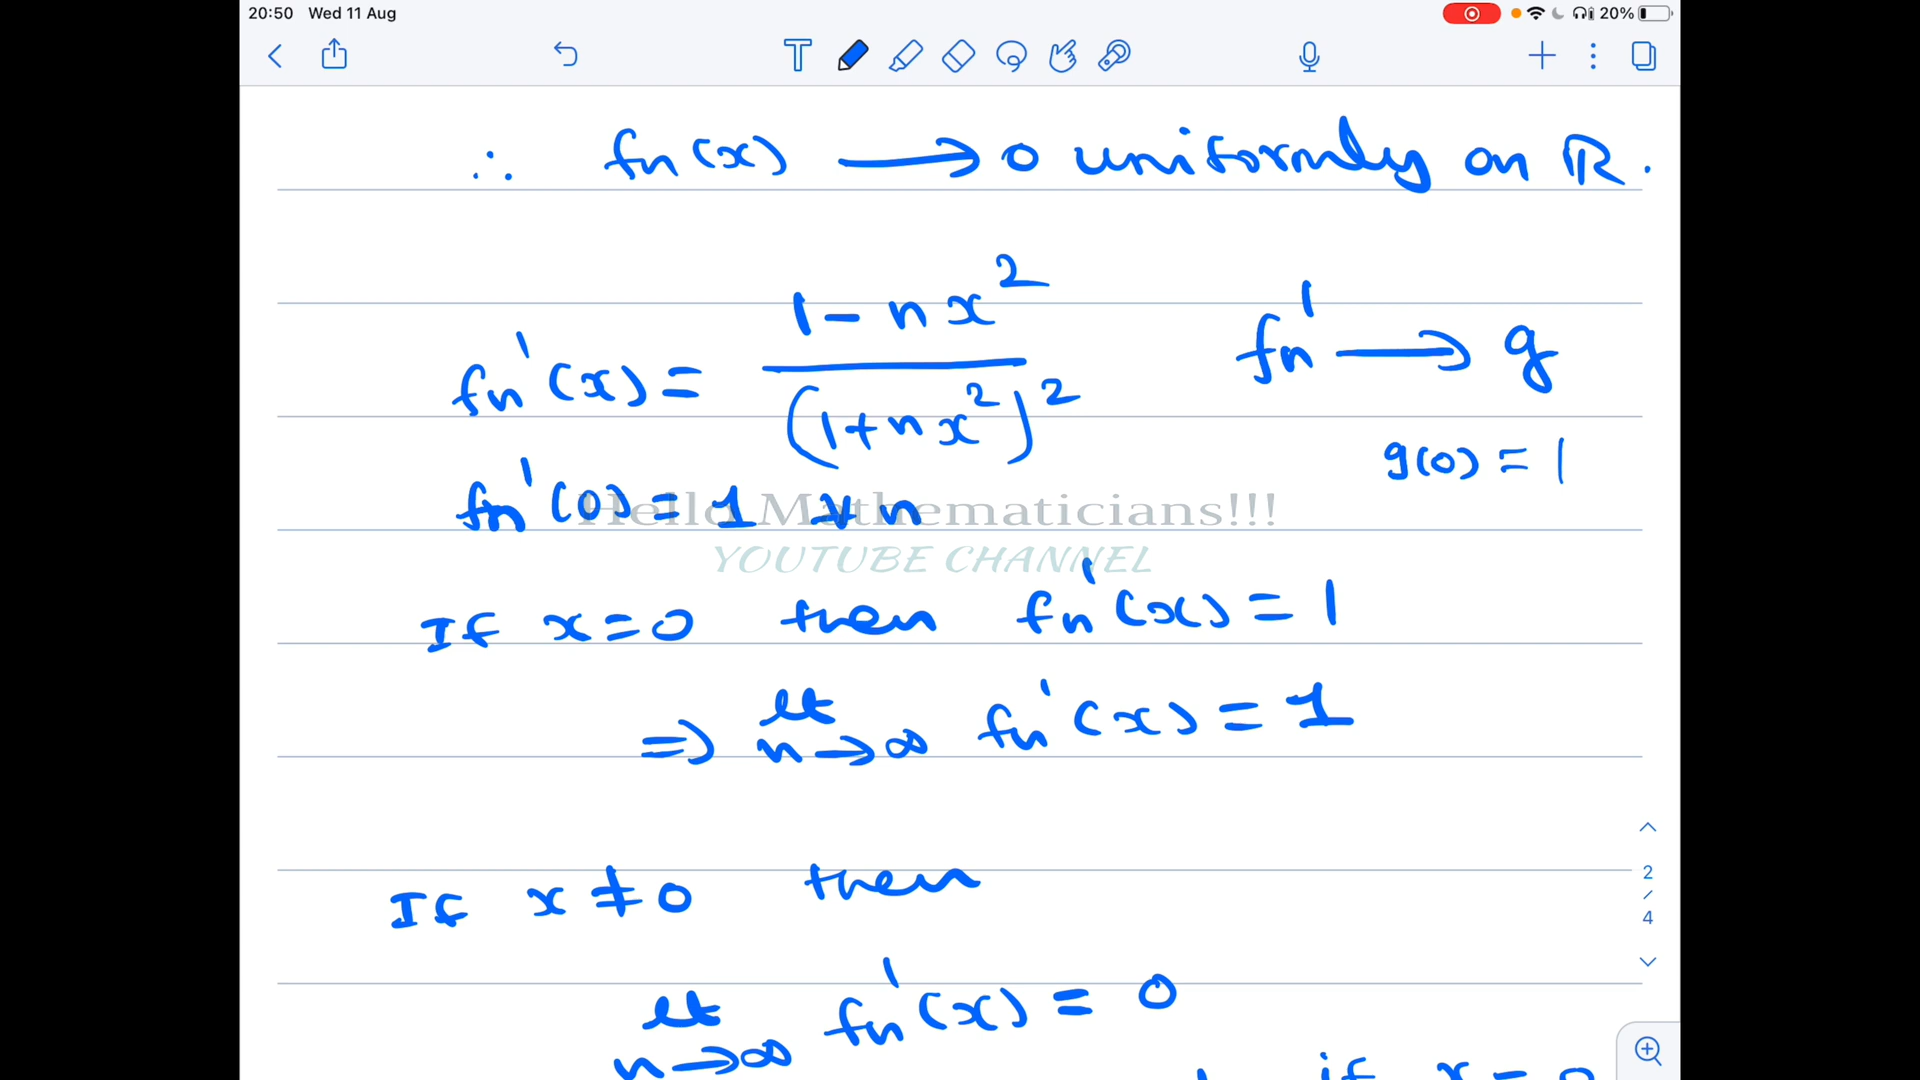 20:50 Wed 11 Aug 20%
∴ fn(x) ⟶ 0 uniformly on ℝ.
fn'(x) = (1 - nx²) / (1+nx²)²
fn' ⟶ g
g(0) = 1
fn'(0) = 1 ∀ n
Hello Mathematicians!!!
YOUTUBE CHANNEL
If x=0 then fn'(x) = 1
⇒ lt n→∞ fn'(x) = 1
If x ≠ 0 then
2
/
4
lt n→∞ fn'(x) = 0
if x = 0